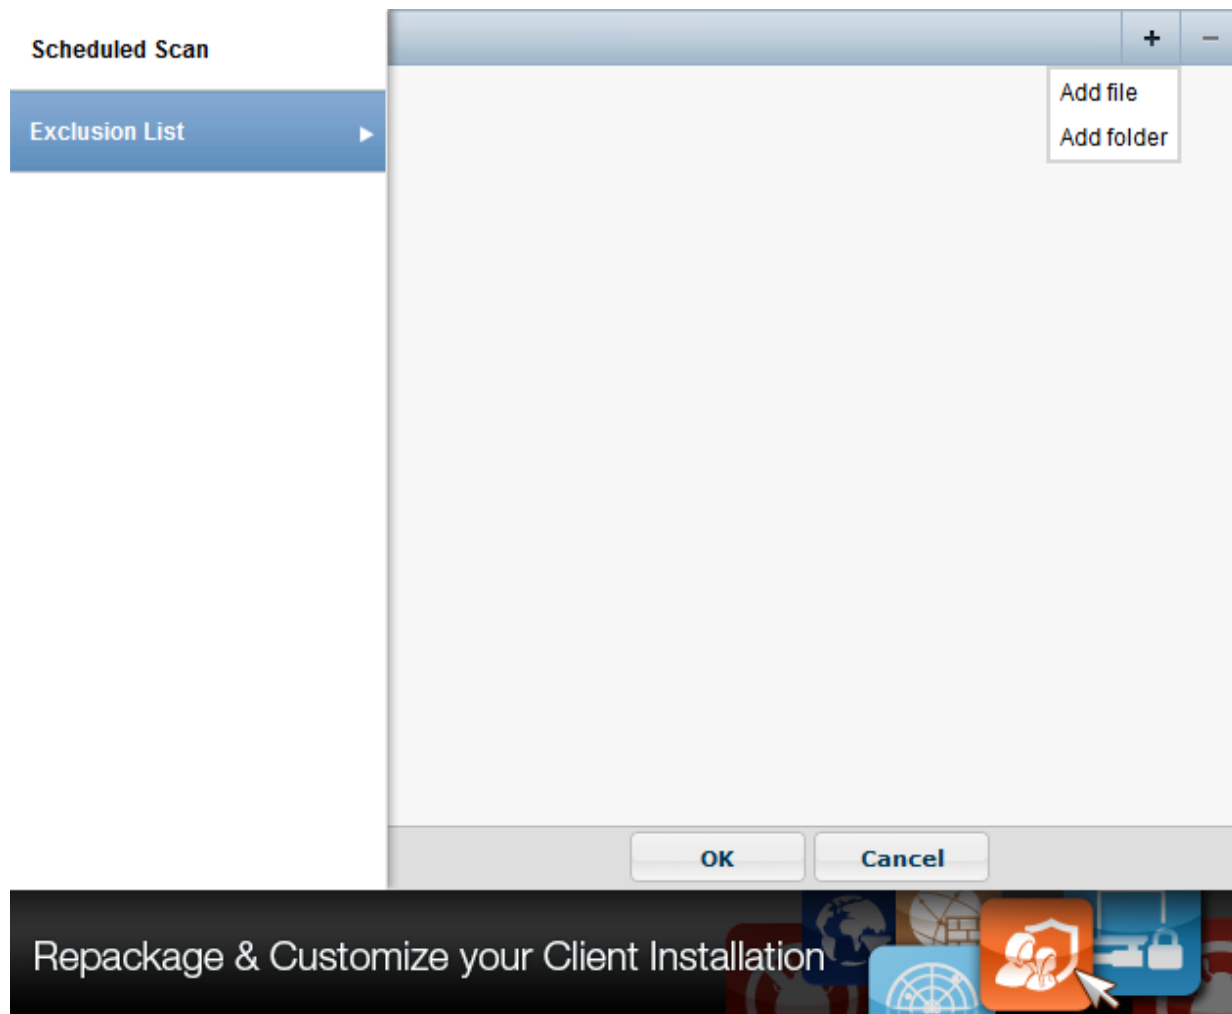 Scheduled Scan
+ −
Add file
Exclusion List
Add folder
OK Cancel
Repackage & Customize your Client Installation